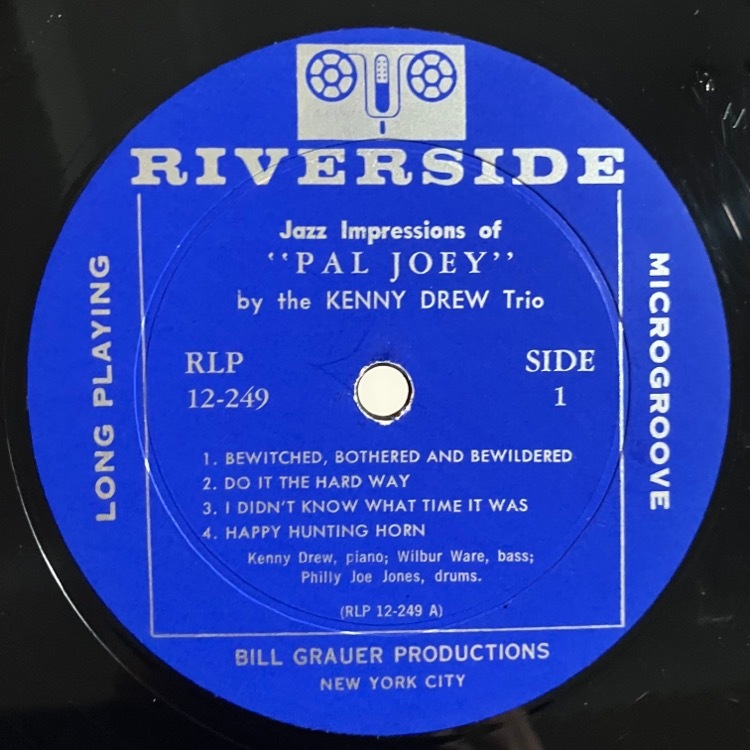 RIVERSIDE
Jazz Impressions of
“PAL JOEY”
by the KENNY DREW Trio
LONG PLAYING
MICROGROOVE
RLP
12-249
SIDE
1
1. BEWITCHED, BOTHERED AND BEWILDERED
2. DO IT THE HARD WAY
3. I DIDN'T KNOW WHAT TIME IT WAS
4. HAPPY HUNTING HORN
Kenny Drew, piano; Wilbur Ware, bass;
Philly Joe Jones, drums.
(RLP 12-249 A)
BILL GRAUER PRODUCTIONS
NEW YORK CITY